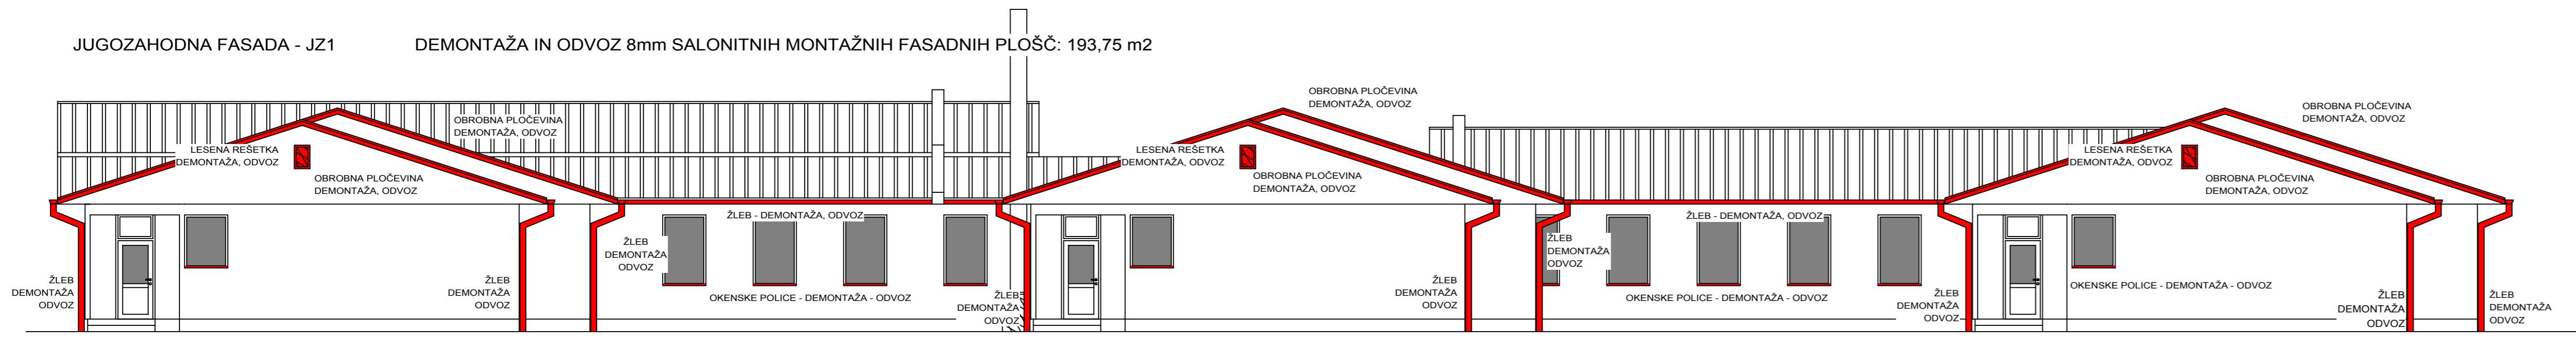 JUGOZAHODNA FASADA - JZ1
DEMONTAŽA IN ODVOZ 8mm SALONITNIH MONTAŽNIH FASADNIH PLOŠČ: 193,75 m2
OBROBNA PLOČEVINA
DEMONTAŽA, ODVOZ
LESENA REŠETKA
DEMONTAŽA, ODVOZ
OBROBNA PLOČEVINA
DEMONTAŽA, ODVOZ
ŽLEB
DEMONTAŽA
ODVOZ
ŽLEB
DEMONTAŽA
ODVOZ
ŽLEB - DEMONTAŽA, ODVOZ
ŽLEB
DEMONTAŽA
ODVOZ
OKENSKE POLICE - DEMONTAŽA - ODVOZ
ŽLEB
DEMONTAŽA
ODVOZ
OBROBNA PLOČEVINA
DEMONTAŽA, ODVOZ
LESENA REŠETKA
DEMONTAŽA, ODVOZ
OBROBNA PLOČEVINA
DEMONTAŽA, ODVOZ
ŽLEB
DEMONTAŽA
ODVOZ
ŽLEB
DEMONTAŽA
ODVOZ
ŽLEB - DEMONTAŽA, ODVOZ
OKENSKE POLICE - DEMONTAŽA - ODVOZ
ŽLEB
DEMONTAŽA
ODVOZ
OBROBNA PLOČEVINA
DEMONTAŽA, ODVOZ
LESENA REŠETKA
DEMONTAŽA, ODVOZ
OBROBNA PLOČEVINA
DEMONTAŽA, ODVOZ
OKENSKE POLICE - DEMONTAŽA - ODVOZ
ŽLEB
DEMONTAŽA
ODVOZ
ŽLEB
DEMONTAŽA
ODVOZ